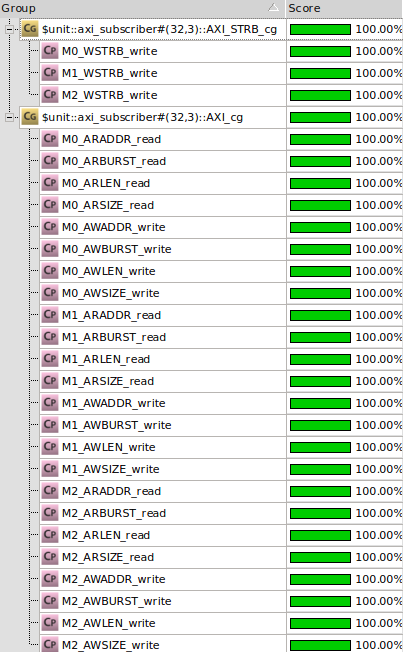 Group Score
CG $unit::axi_subscriber#(32,3)::AXI_STRB_cg 100.00%
CP M0_WSTRB_write 100.00%
CP M1_WSTRB_write 100.00%
CP M2_WSTRB_write 100.00%
CG $unit::axi_subscriber#(32,3)::AXI_cg 100.00%
CP M0_ARADDR_read 100.00%
CP M0_ARBURST_read 100.00%
CP M0_ARLEN_read 100.00%
CP M0_ARSIZE_read 100.00%
CP M0_AWADDR_write 100.00%
CP M0_AWBURST_write 100.00%
CP M0_AWLEN_write 100.00%
CP M0_AWSIZE_write 100.00%
CP M1_ARADDR_read 100.00%
CP M1_ARBURST_read 100.00%
CP M1_ARLEN_read 100.00%
CP M1_ARSIZE_read 100.00%
CP M1_AWADDR_write 100.00%
CP M1_AWBURST_write 100.00%
CP M1_AWLEN_write 100.00%
CP M1_AWSIZE_write 100.00%
CP M2_ARADDR_read 100.00%
CP M2_ARBURST_read 100.00%
CP M2_ARLEN_read 100.00%
CP M2_ARSIZE_read 100.00%
CP M2_AWADDR_write 100.00%
CP M2_AWBURST_write 100.00%
CP M2_AWLEN_write 100.00%
CP M2_AWSIZE_write 100.00%